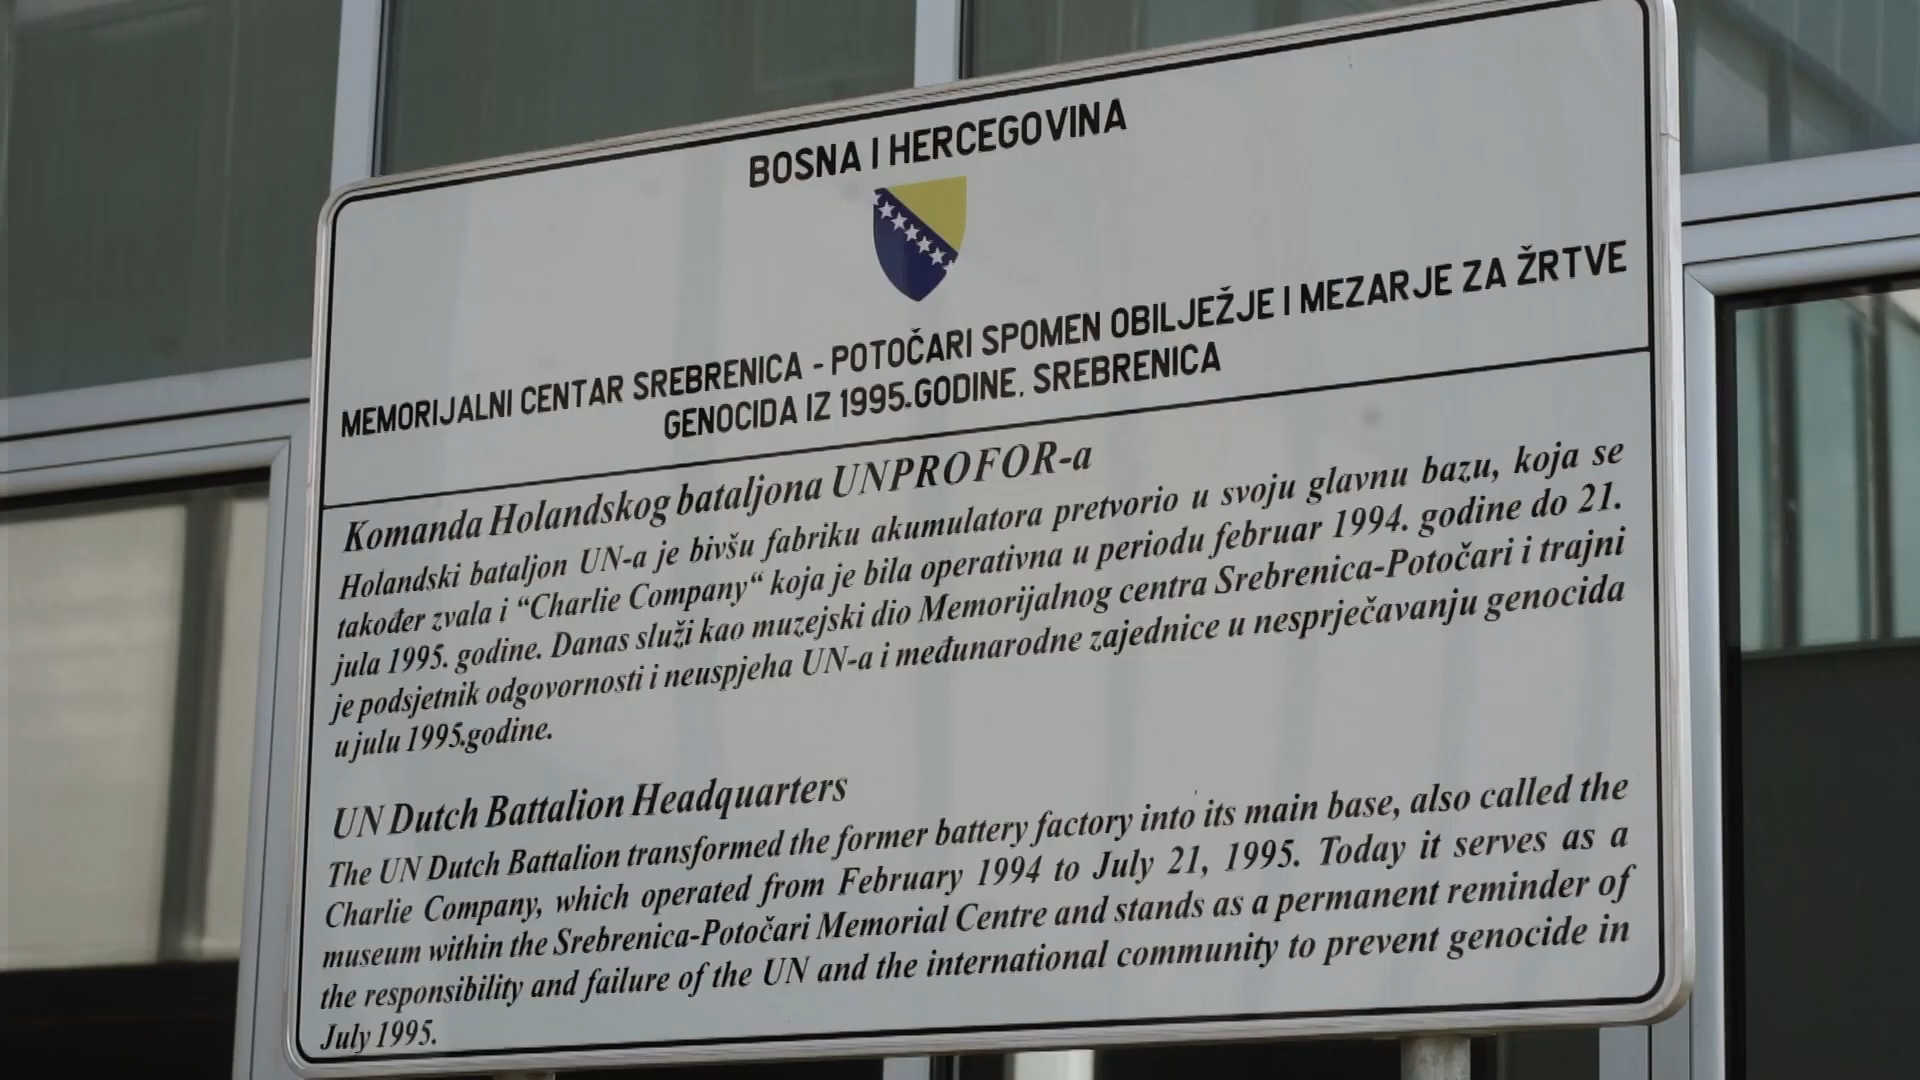 BOSNA I HERCEGOVINA
MEMORIJALNI CENTAR SREBRENICA - POTOČARI SPOMEN OBILJEŽJE I MEZARJE ZA ŽRTVE
GENOCIDA IZ 1995.GODINE. SREBRENICA
Komanda Holandskog bataljona UNPROFOR-a
Holandski bataljon UN-a je bivšu fabriku akumulatora pretvorio u svoju glavnu bazu, koja se
također zvala i “Charlie Company“ koja je bila operativna u periodu februar 1994. godine do 21.
jula 1995. godine. Danas služi kao muzejski dio Memorijalnog centra Srebrenica-Potočari i trajni
je podsjetnik odgovornosti i neuspjeha UN-a i međunarodne zajednice u nesprječavanju genocida
u julu 1995.godine.
UN Dutch Battalion Headquarters
The UN Dutch Battalion transformed the former battery factory into its main base, also called the
Charlie Company, which operated from February 1994 to July 21, 1995. Today it serves as a
museum within the Srebrenica-Potočari Memorial Centre and stands as a permanent reminder of
the responsibility and failure of the UN and the international community to prevent genocide in
July 1995.